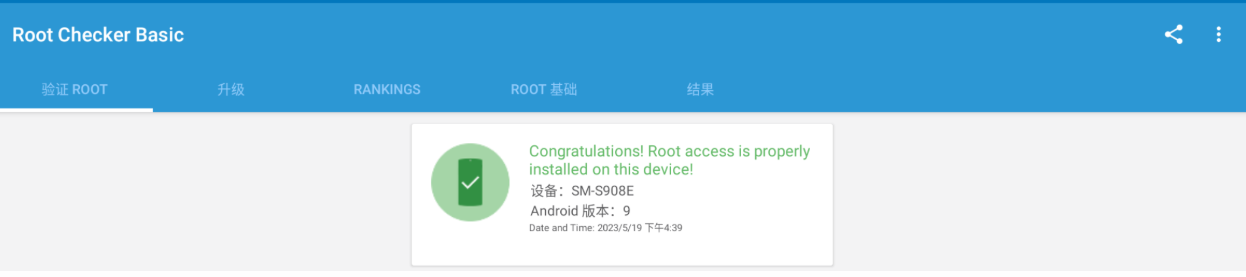 Root Checker Basic
验证 ROOT
升级
RANKINGS
ROOT 基础
结果
Congratulations! Root access is properly
installed on this device!
设备：SM-S908E
Android 版本：9
Date and Time: 2023/5/19 下午4:39